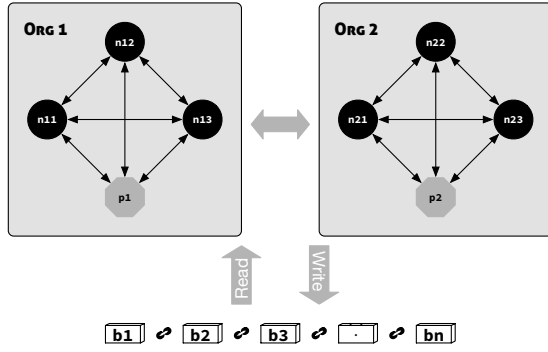 ORG 1
ORG 2
n12
n22
n11
n13
n21
n23
p1
p2
Read
Write
b1 b2 b3 . bn